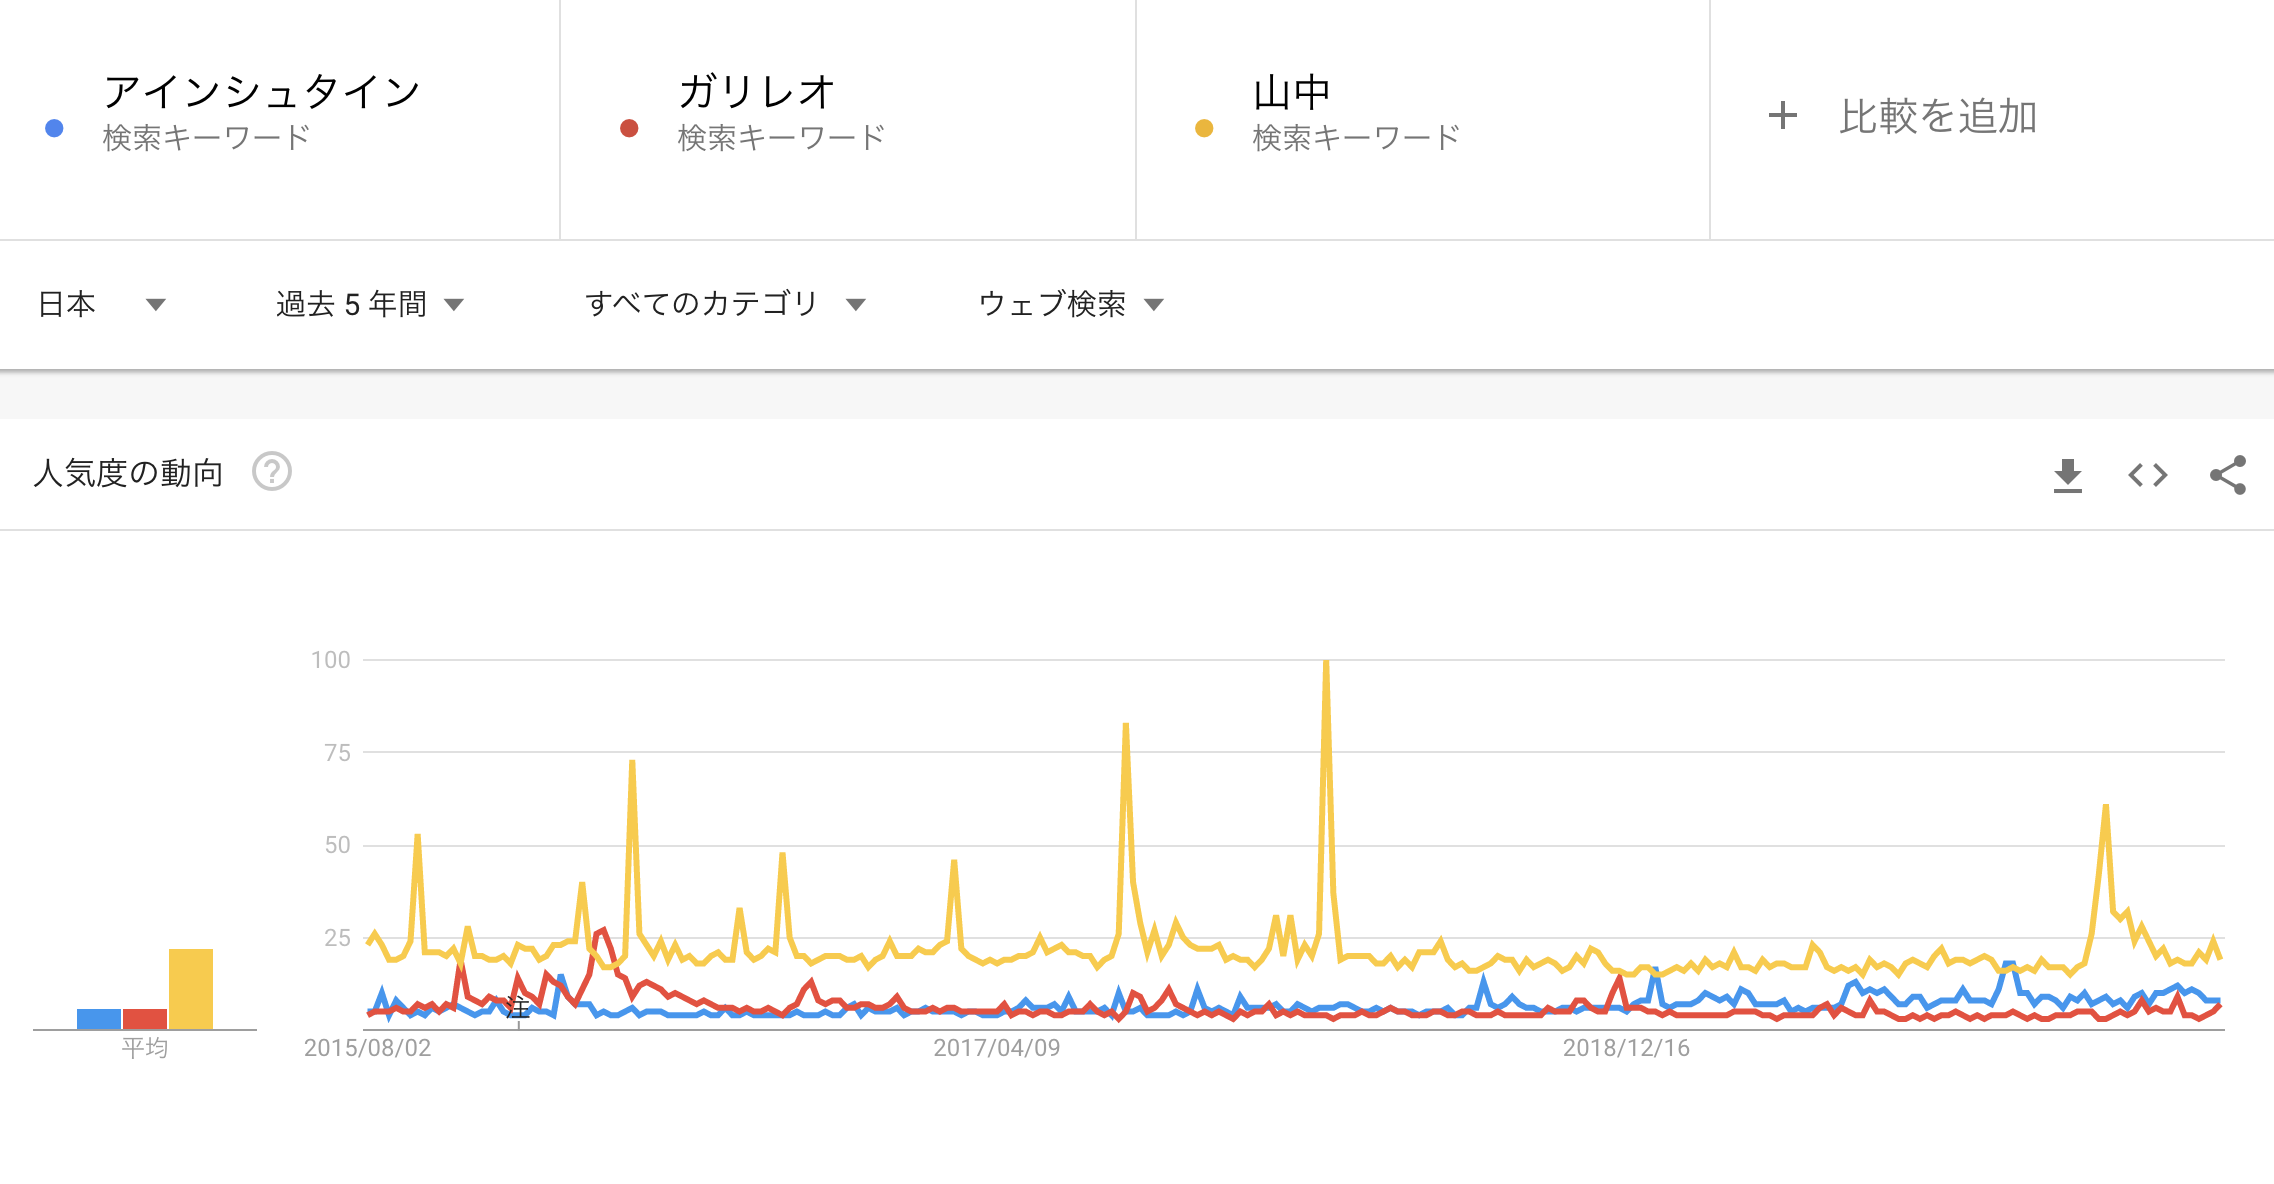 アインシュタイン
検索キーワード
ガリレオ
検索キーワード
山中
検索キーワード
+ 比較を追加
日本
過去 5 年間
すべてのカテゴリ
ウェブ検索
人気度の動向 ?
100
75
50
25
注
平均
2015/08/02
2017/04/09
2018/12/16